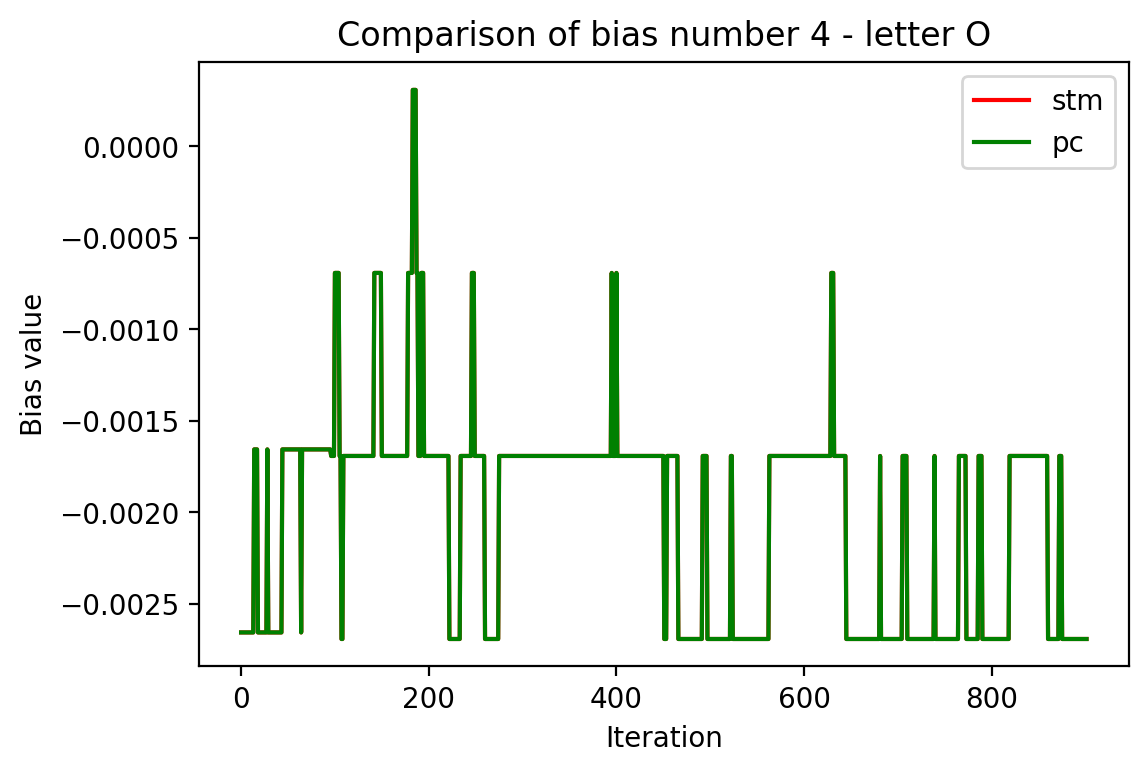 Comparison of bias number 4 - letter O
stm
pc
0.0000
−0.0005
−0.0010
−0.0015
−0.0020
−0.0025
Bias value
0 200 400 600 800
Iteration